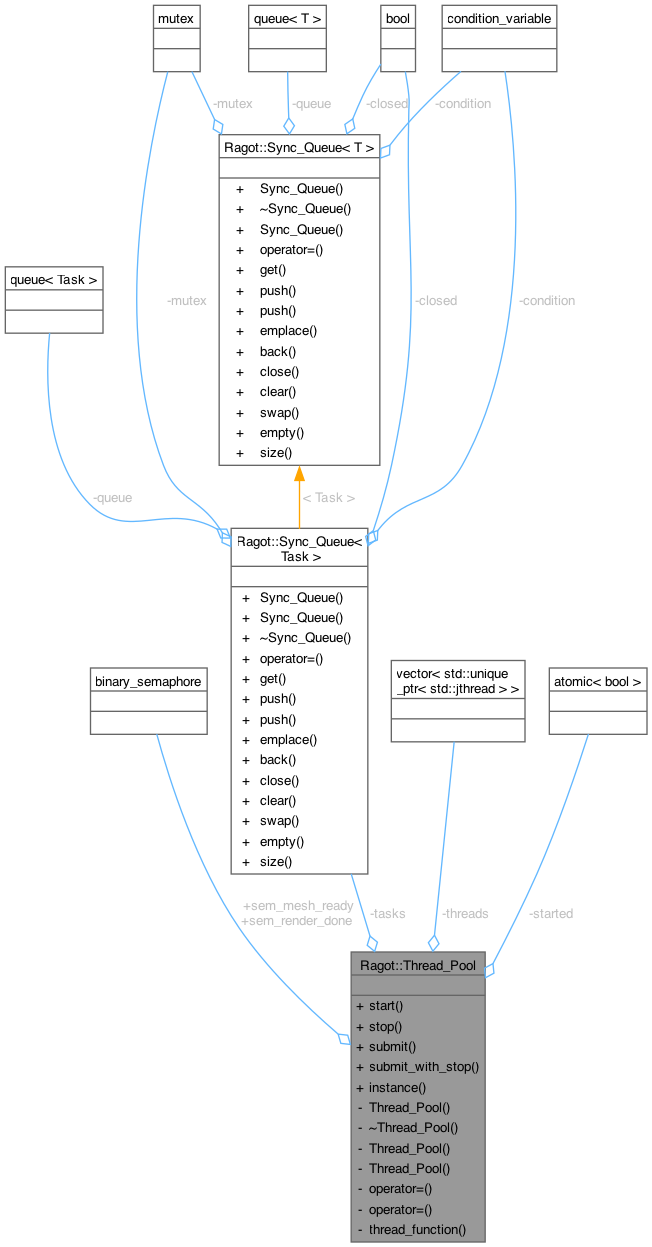 mutex
queue< T >
bool
condition_variable
-mutex
-queue
-closed
-condition
Ragot::Sync_Queue< T >
+ Sync_Queue()
+ ~Sync_Queue()
+ Sync_Queue()
+ operator=()
+ get()
+ push()
+ push()
+ emplace()
+ back()
+ close()
+ clear()
+ swap()
+ empty()
+ size()
queue< Task >
-mutex
-closed
-condition
-queue
< Task >
Ragot::Sync_Queue<
Task >
+ Sync_Queue()
+ Sync_Queue()
+ ~Sync_Queue()
+ operator=()
+ get()
+ push()
+ push()
+ emplace()
+ back()
+ close()
+ clear()
+ swap()
+ empty()
+ size()
binary_semaphore
vector< std::unique
_ptr< std::jthread > >
atomic< bool >
+sem_mesh_ready
+sem_render_done
-tasks
-threads
-started
Ragot::Thread_Pool
+ start()
+ stop()
+ submit()
+ submit_with_stop()
+ instance()
- Thread_Pool()
- ~Thread_Pool()
- Thread_Pool()
- Thread_Pool()
- operator=()
- operator=()
- thread_function()